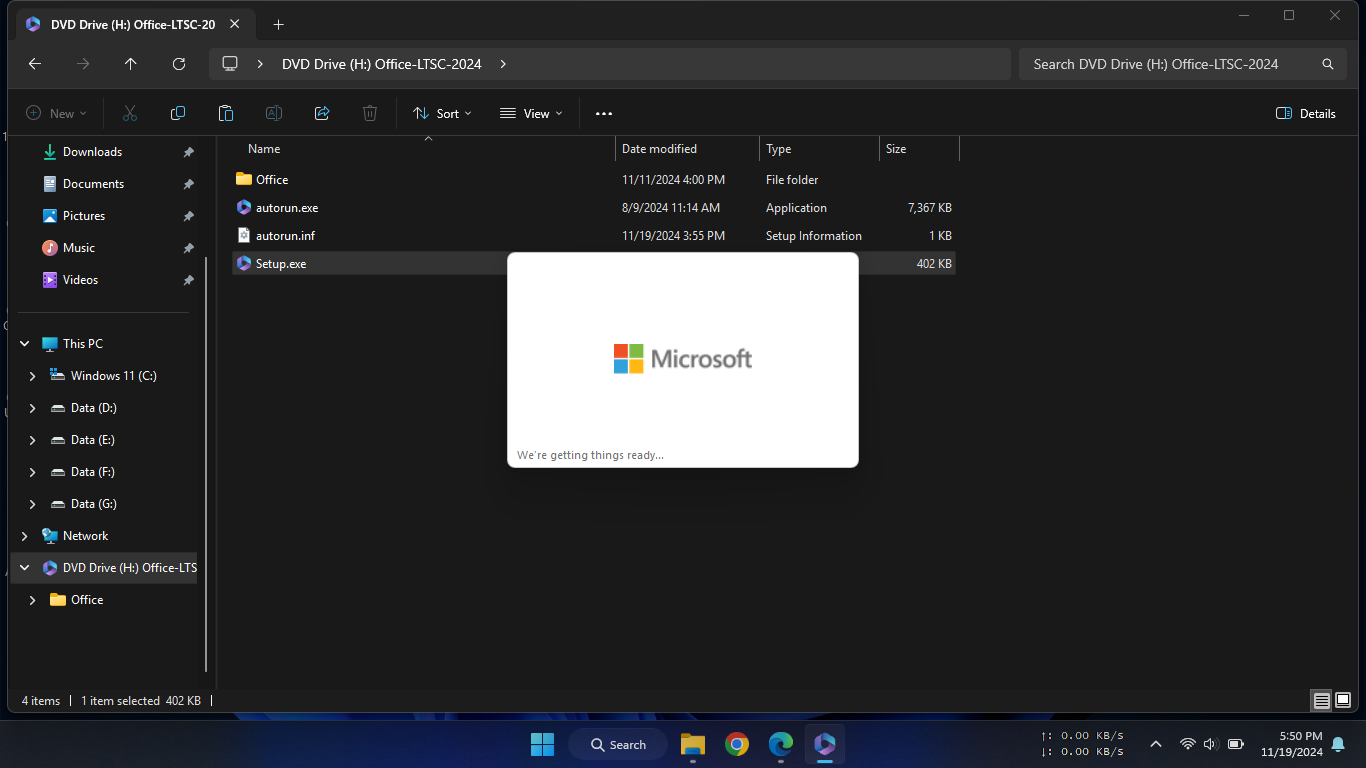 DVD Drive (H:) Office-LTSC-20
DVD Drive (H:) Office-LTSC-2024
Search DVD Drive (H:) Office-LTSC-2024
New
Sort
View
Details
Name Date modified Type Size
Downloads
Documents
Pictures
Music
Videos
This PC
Windows 11 (C:)
Data (D:)
Data (E:)
Data (F:)
Data (G:)
Network
DVD Drive (H:) Office-LTS
Office
Office 11/11/2024 4:00 PM File folder
autorun.exe 8/9/2024 11:14 AM Application 7,367 KB
autorun.inf 11/19/2024 3:55 PM Setup Information 1 KB
Setup.exe 402 KB
Microsoft
We're getting things ready...
4 items 1 item selected 402 KB
Search
↑: 0.00 KB/s
↓: 0.00 KB/s
5:50 PM
11/19/2024